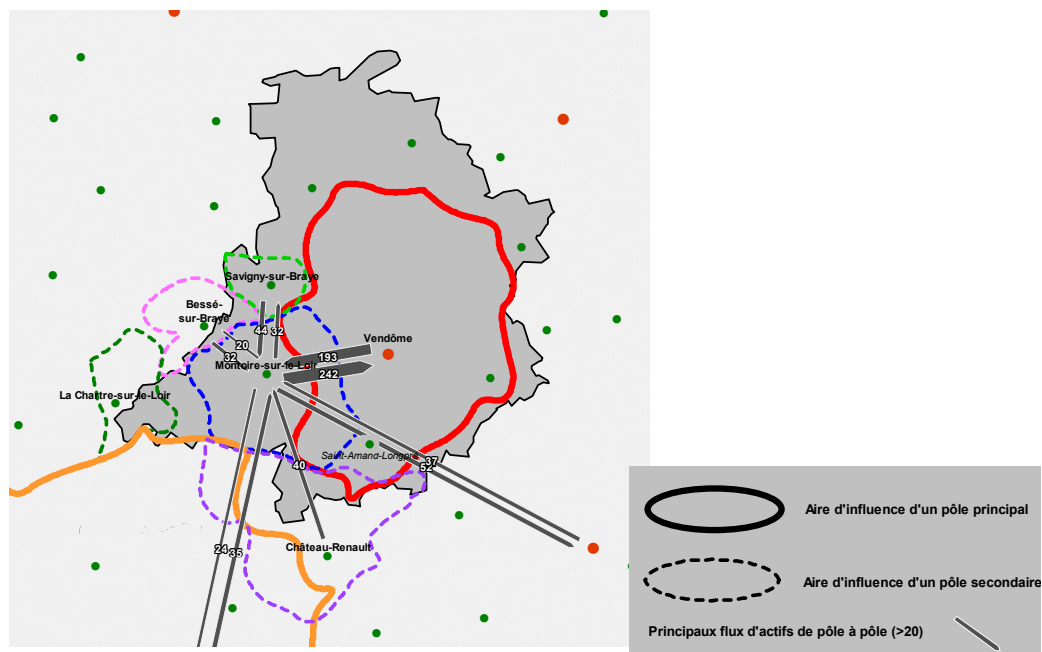 Savigny-sur-Braye
Bessé-
sur-Braye
44 32
20
32
Vendôme
193
Montoire-sur-le-Loir
242
La Chartre-sur-le-Loir
Saint-Amand-Longpré
40
37
52
Château-Renault
24 35
Aire d'influence d'un pôle principal
Aire d'influence d'un pôle secondaire
Principaux flux d'actifs de pôle à pôle (>20)